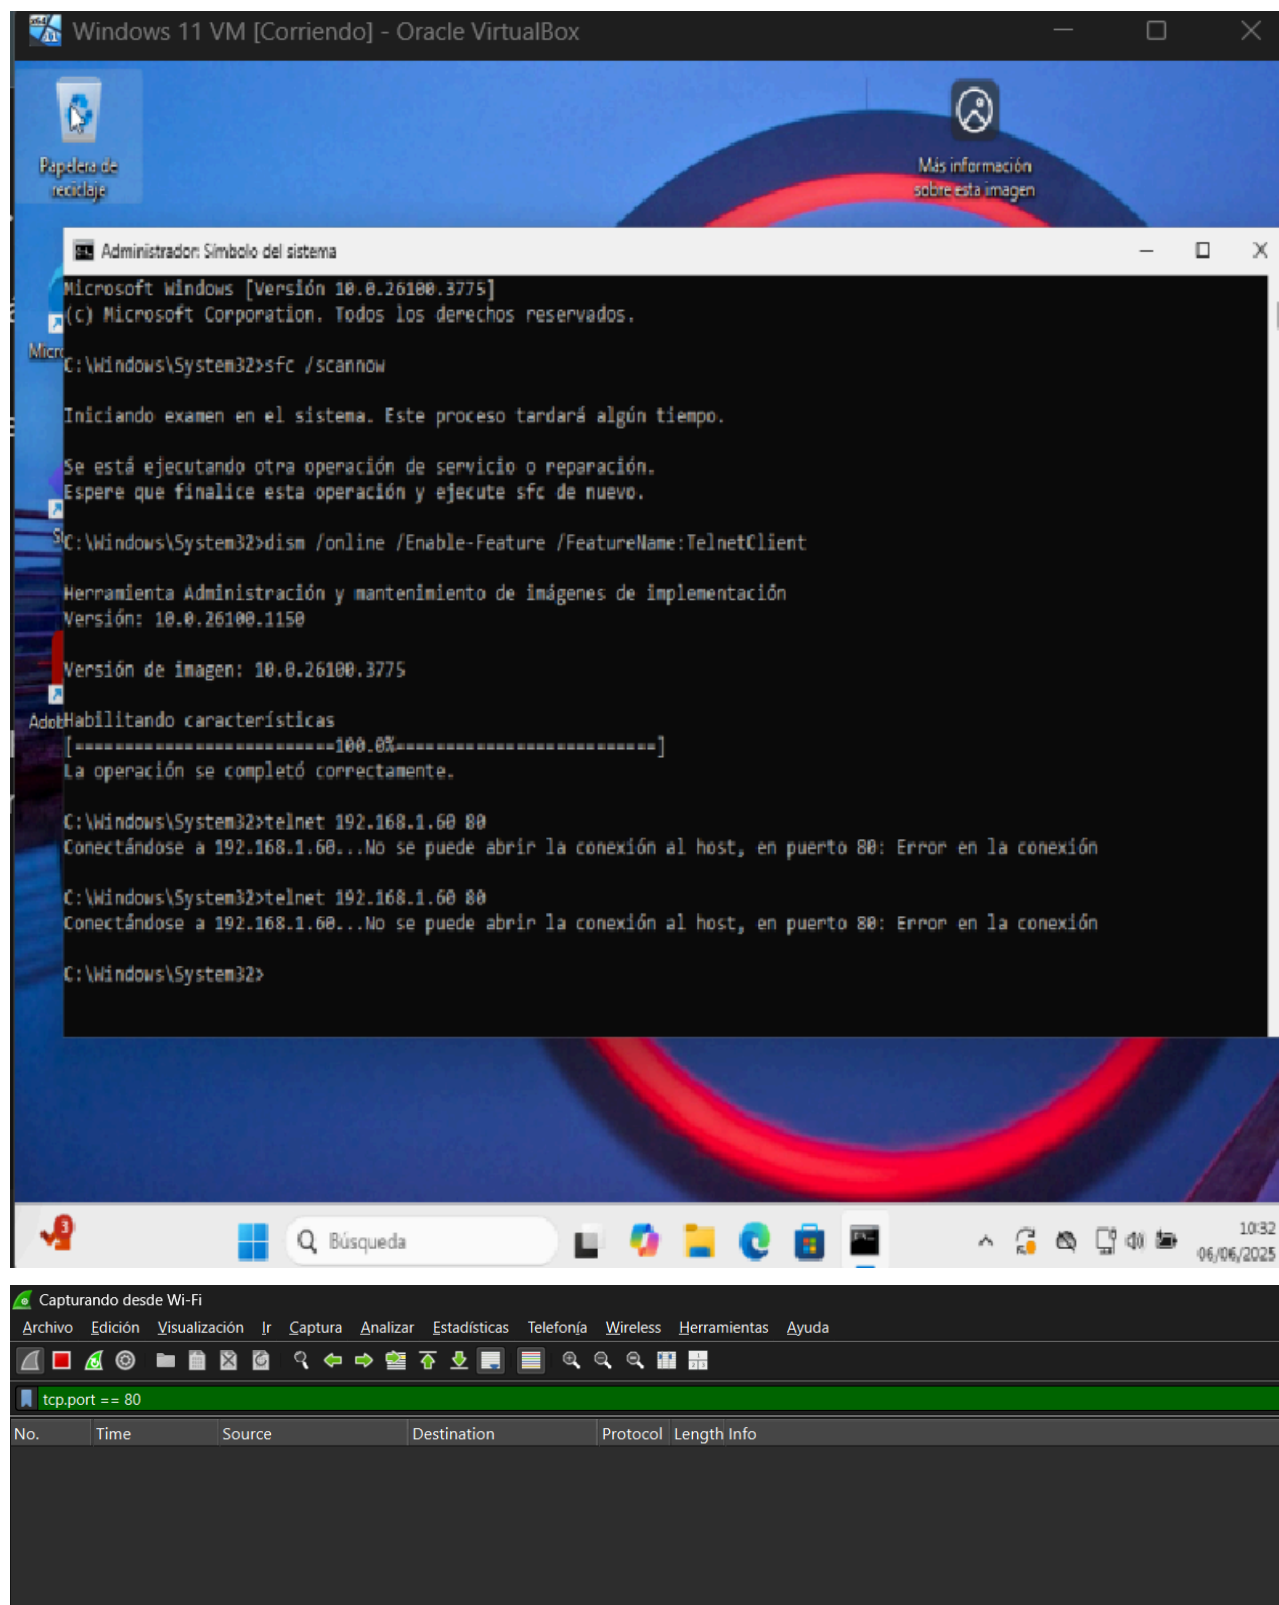 Windows 11 VM [Corriendo] - Oracle VirtualBox
Papelera de
reciclaje
Más información
sobre esta imagen
Administrador: Símbolo del sistema
Microsoft Windows [Versión 10.0.26100.3775]
(c) Microsoft Corporation. Todos los derechos reservados.
Micr
C:\Windows\System32>sfc /scannow
Iniciando examen en el sistema. Este proceso tardará algún tiempo.
Se está ejecutando otra operación de servicio o reparación.
Espere que finalice esta operación y ejecute sfc de nuevo.
C:\Windows\System32>dism /online /Enable-Feature /FeatureName:TelnetClient
Herramienta Administración y mantenimiento de imágenes de implementación
Versión: 10.0.26100.1150
Versión de imagen: 10.0.26100.3775
Adob
Habilitando características
[==========================100.0%==========================]
La operación se completó correctamente.
C:\Windows\System32>telnet 192.168.1.60 80
Conectándose a 192.168.1.60...No se puede abrir la conexión al host, en puerto 80: Error en la conexión
C:\Windows\System32>telnet 192.168.1.60 80
Conectándose a 192.168.1.60...No se puede abrir la conexión al host, en puerto 80: Error en la conexión
C:\Windows\System32>
3
Búsqueda
10:32
06/06/2025
Capturando desde Wi-Fi
Archivo Edición Visualización Ir Captura Analizar Estadísticas Telefonía Wireless Herramientas Ayuda
tcp.port == 80
No. Time Source Destination Protocol Length Info